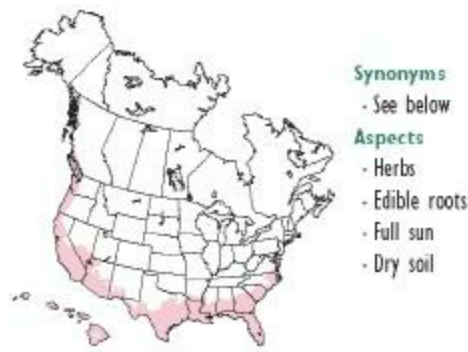 Synonyms
- See below
Aspects
- Herbs
- Edible roots
- Full sun
- Dry soil